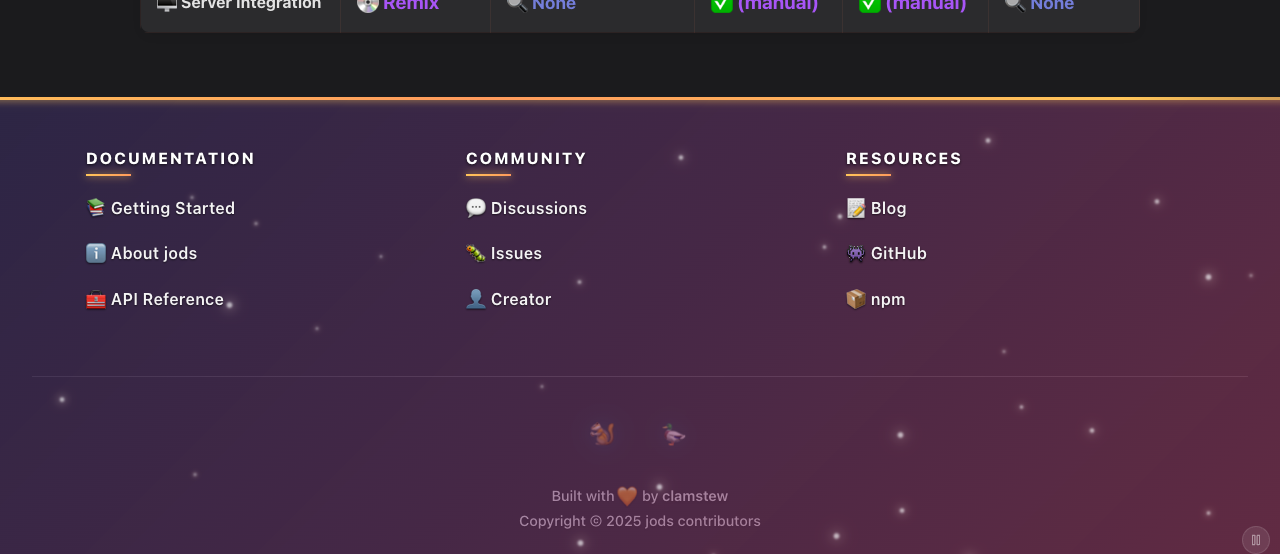 Server Integration Remix None (manual) (manual) None
DOCUMENTATION
Getting Started
About jods
API Reference
COMMUNITY
Discussions
Issues
Creator
RESOURCES
Blog
GitHub
npm
Built with 🤎 by clamstew
Copyright © 2025 jods contributors